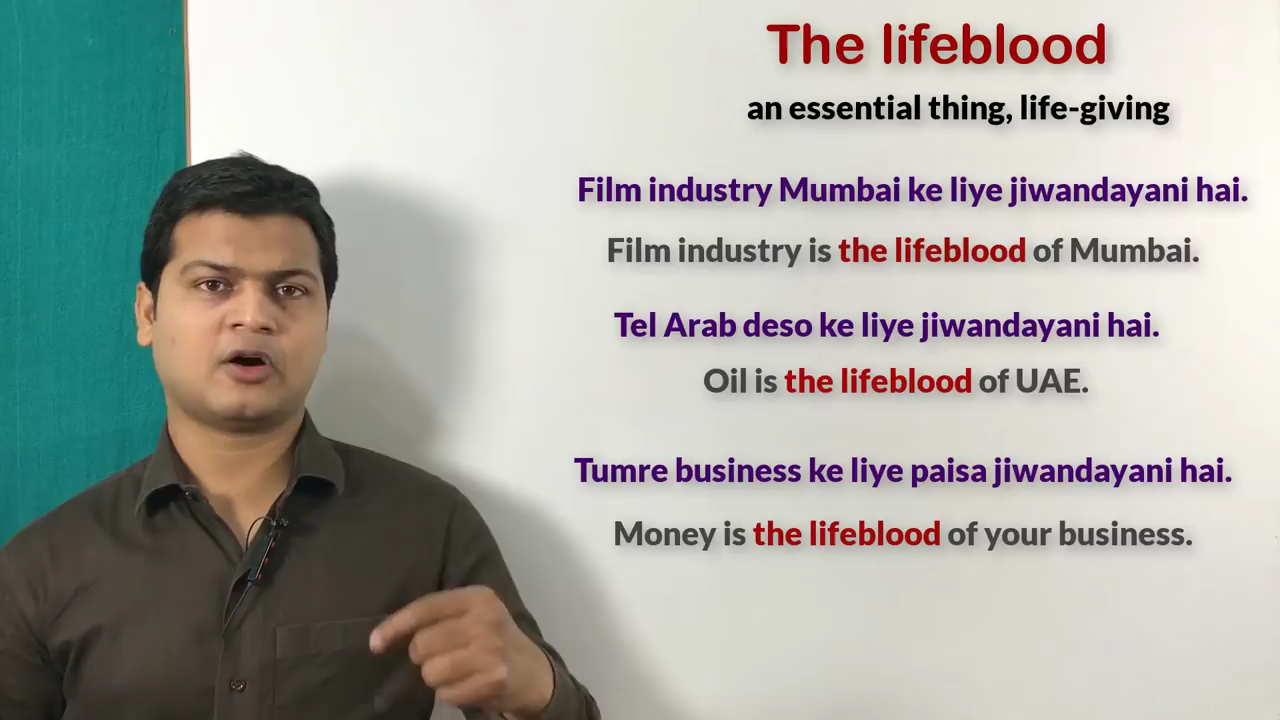 The lifeblood
an essential thing, life-giving
Film industry Mumbai ke liye jiwandayani hai.
Film industry is the lifeblood of Mumbai.
Tel Arab deso ke liye jiwandayani hai.
Oil is the lifeblood of UAE.
Tumre business ke liye paisa jiwandayani hai.
Money is the lifeblood of your business.